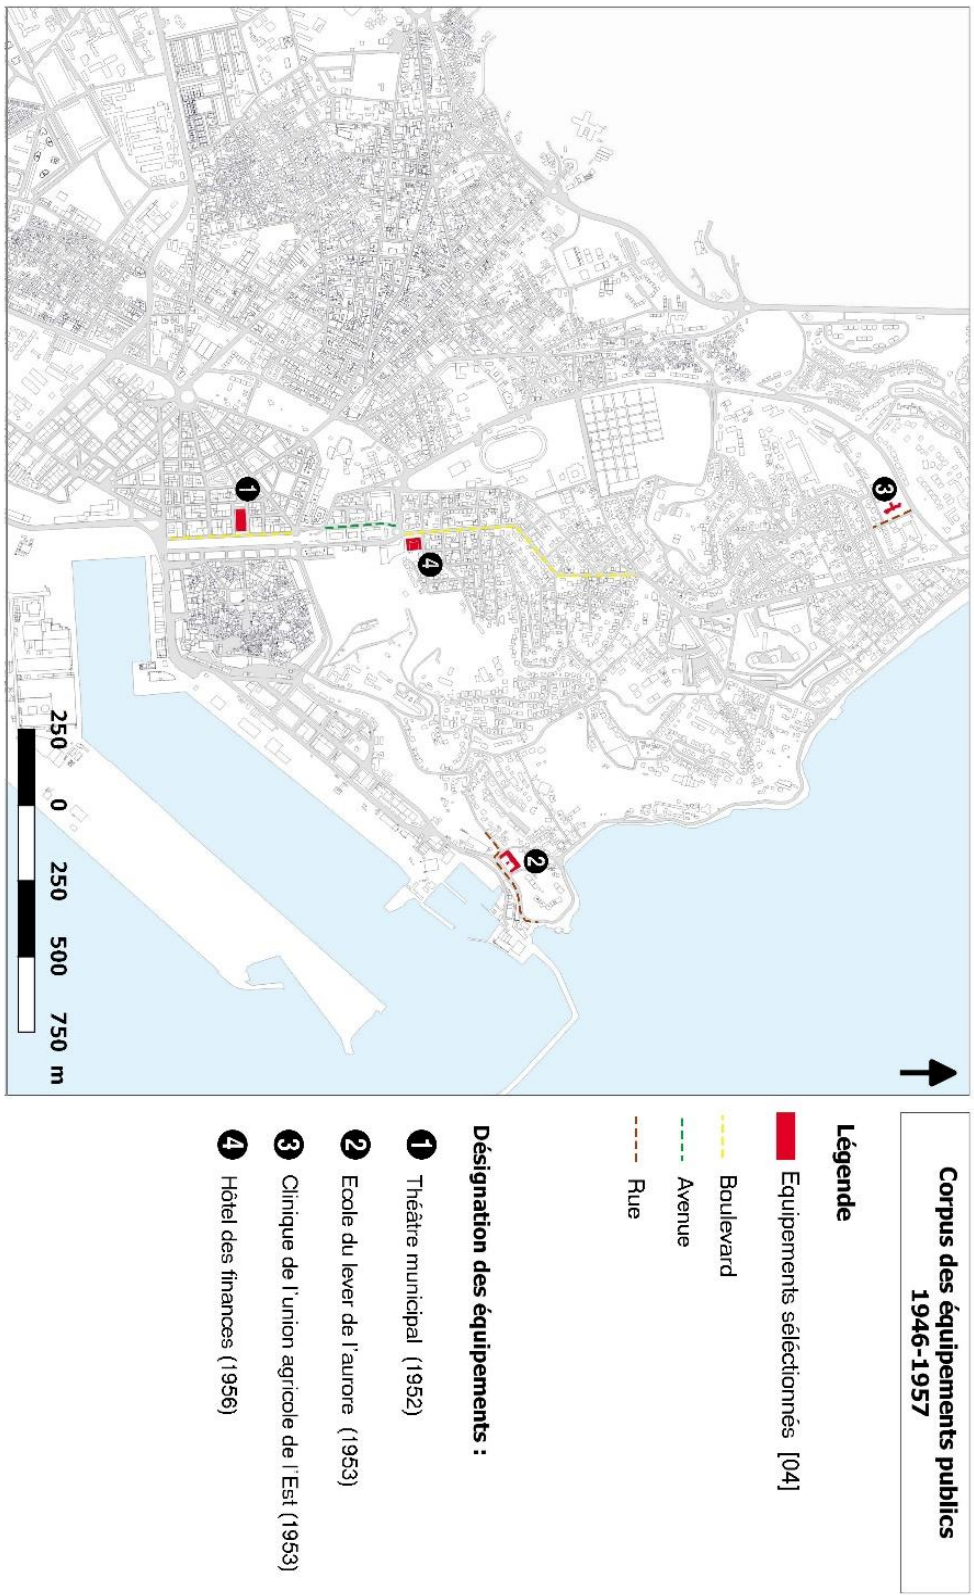 Corpus des équipements publics
1946-1957
Légende
Equipements séléctionnés [04]
Boulevard
Avenue
Rue
Désignation des équipements :
1 Théâtre municipal (1952)
2 Ecole du lever de l'aurore (1953)
3 Clinique de l'union agricole de l'Est (1953)
4 Hôtel des finances (1956)
3
2
4
1
250 0 250 500 750 m